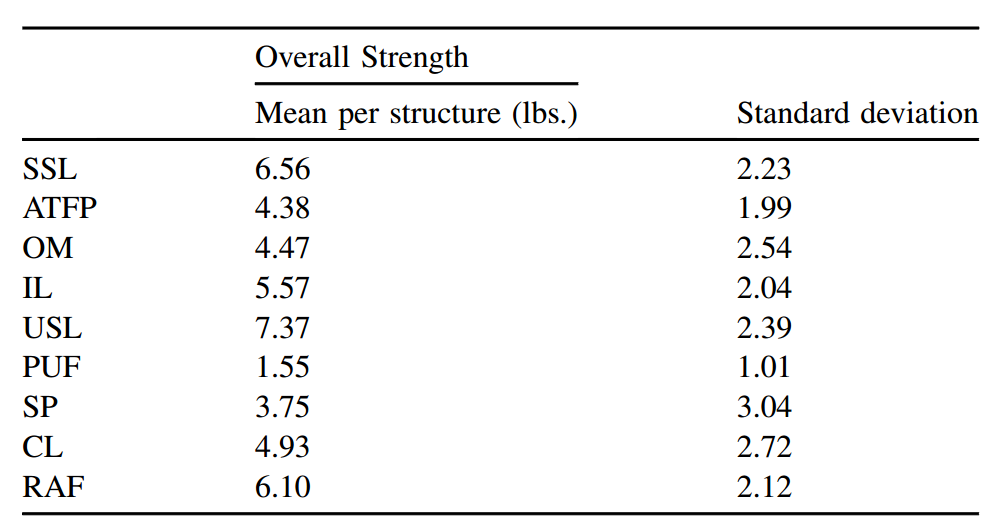 Overall Strength
Mean per structure (lbs.) Standard deviation
SSL 6.56 2.23
ATFP 4.38 1.99
OM 4.47 2.54
IL 5.57 2.04
USL 7.37 2.39
PUF 1.55 1.01
SP 3.75 3.04
CL 4.93 2.72
RAF 6.10 2.12